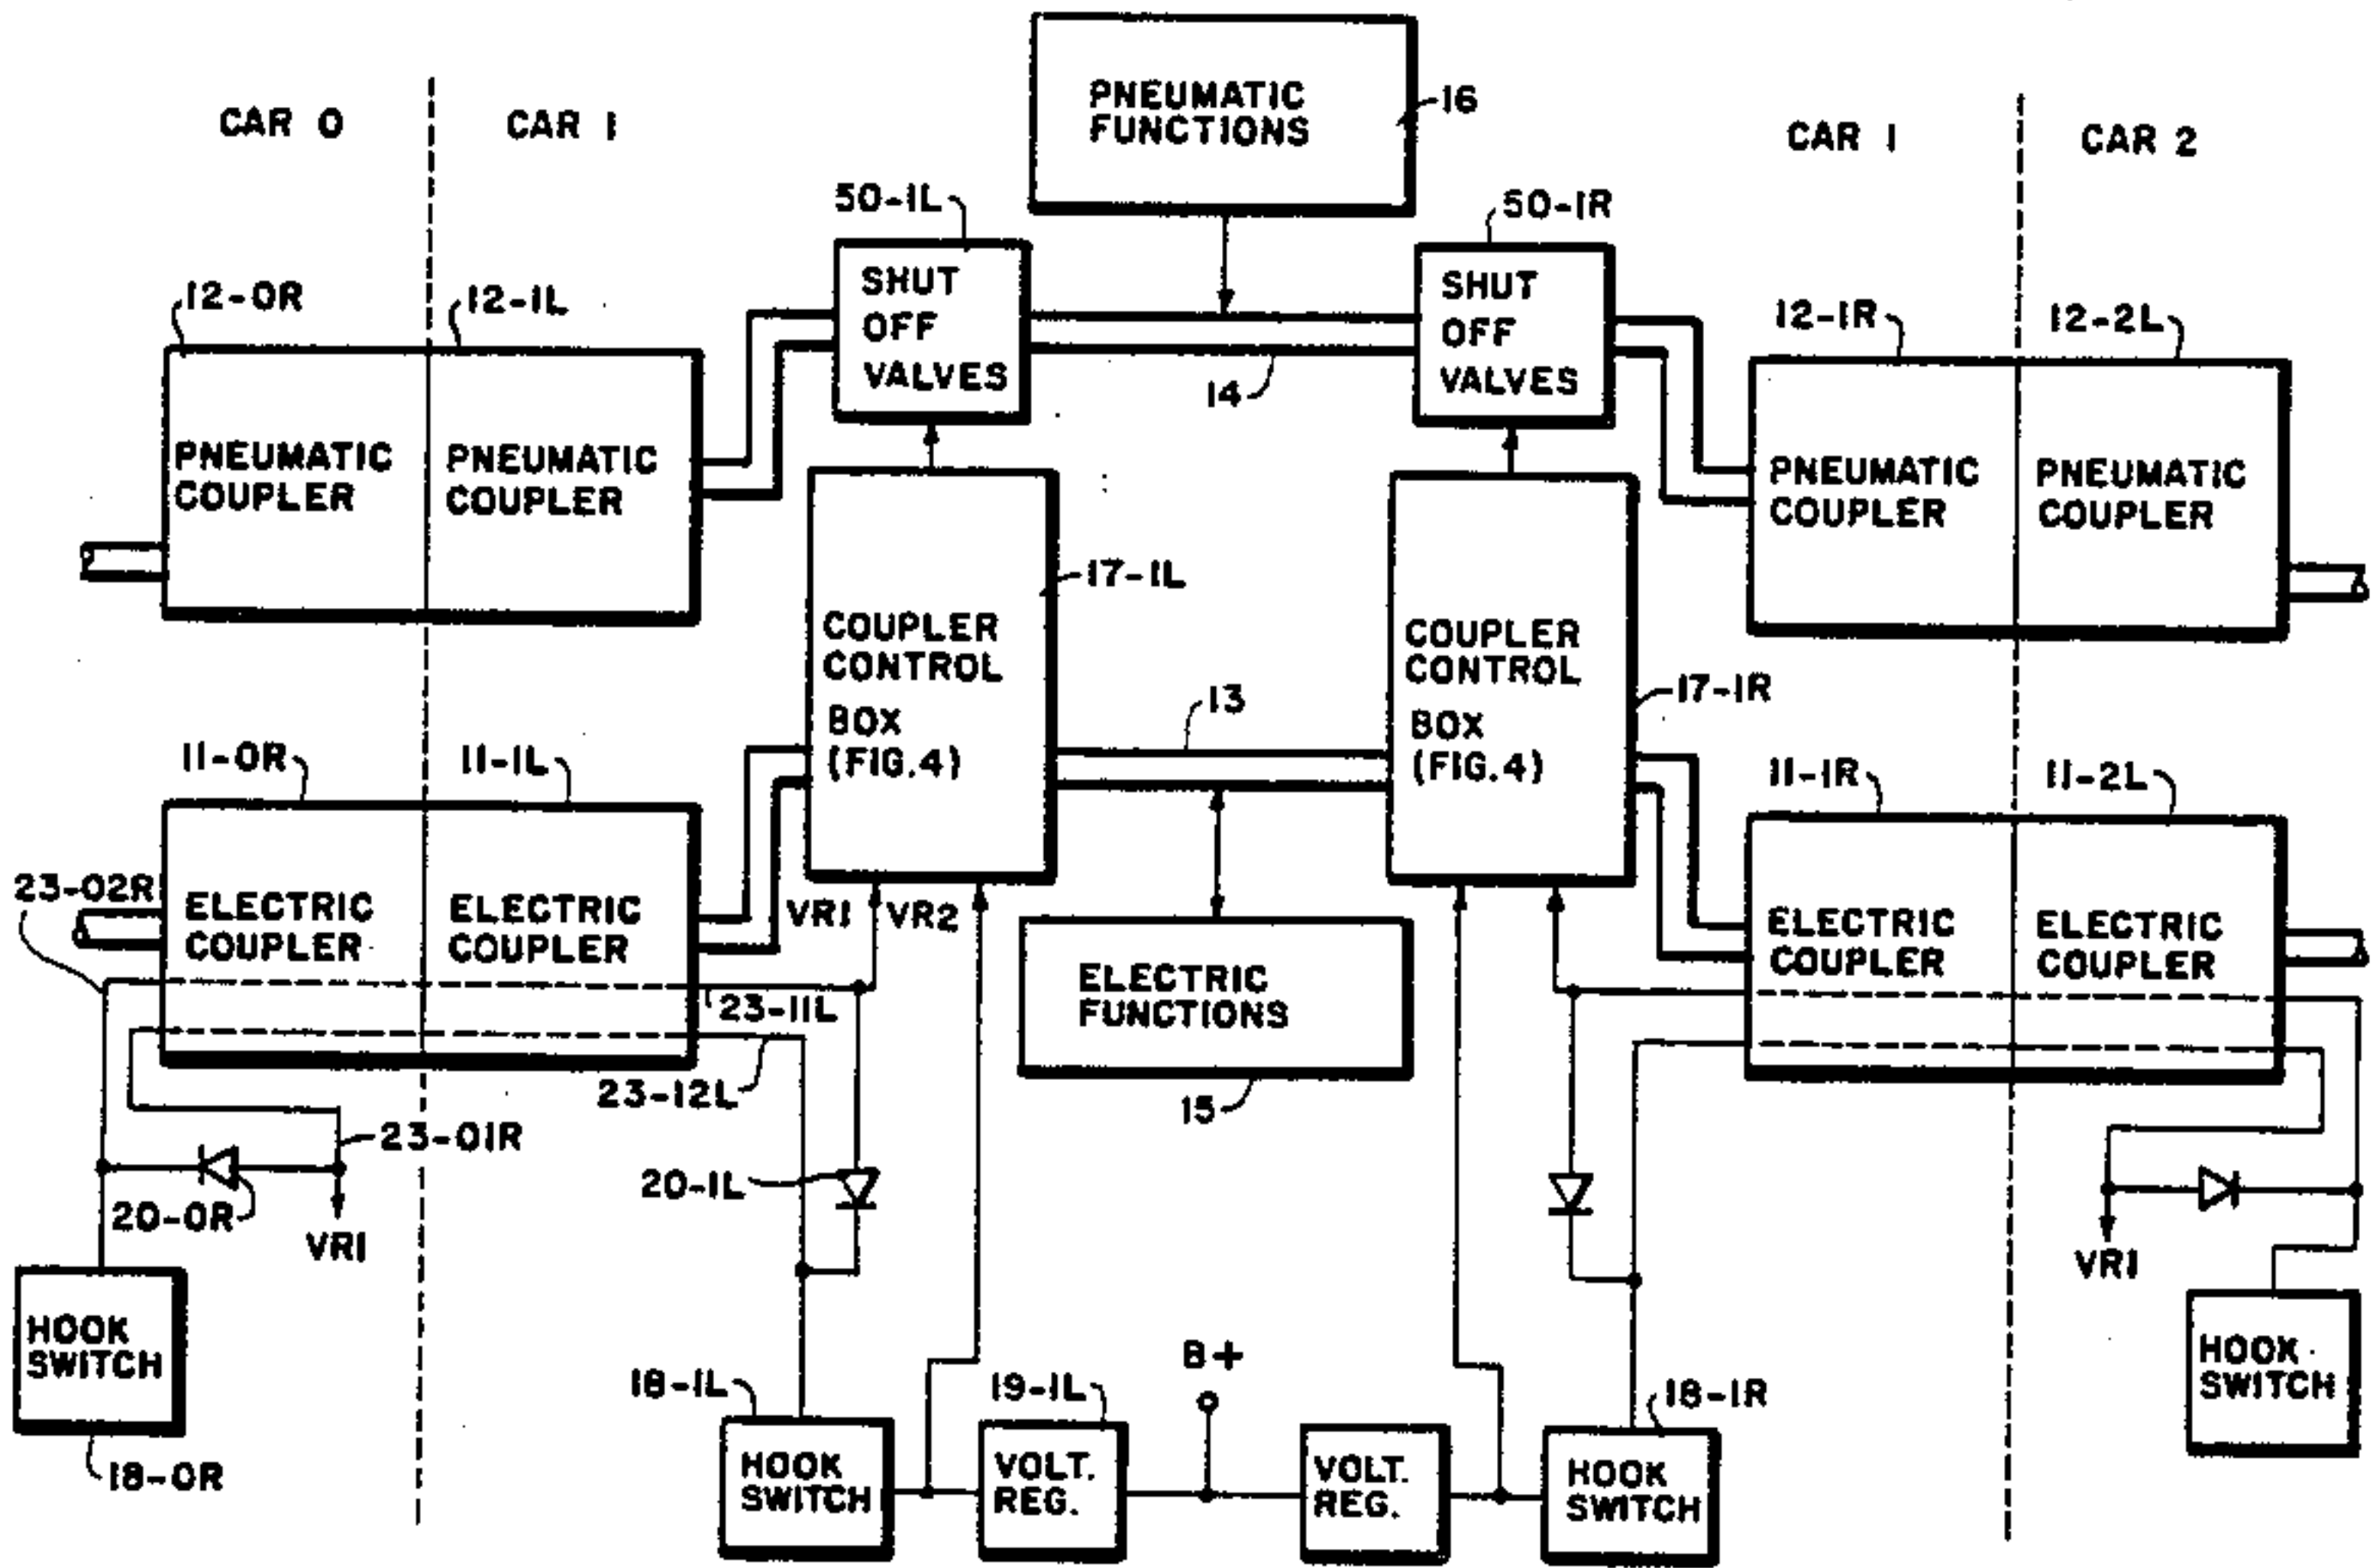 PNEUMATIC
FUNCTIONS
16
CAR 0
CAR 1
CAR 1
CAR 2
50-1L
50-1R
SHUT
OFF
VALVES
SHUT
OFF
VALVES
12-0R
12-1L
12-1R
12-2L
14
PNEUMATIC
COUPLER
PNEUMATIC
COUPLER
PNEUMATIC
COUPLER
PNEUMATIC
COUPLER
17-1L
COUPLER
CONTROL
BOX
(FIG.4)
COUPLER
CONTROL
BOX
(FIG.4)
17-1R
13
11-0R
11-1L
11-1R
11-2L
23-02R
ELECTRIC
COUPLER
ELECTRIC
COUPLER
VR1
VR2
ELECTRIC
FUNCTIONS
ELECTRIC
COUPLER
ELECTRIC
COUPLER
23-11L
23-12L
15
23-01R
20-0R
VR1
20-1L
VR1
HOOK
SWITCH
18-0R
18-1L
19-1L
B+
18-1R
HOOK
SWITCH
HOOK
SWITCH
VOLT.
REG.
VOLT.
REG.
HOOK
SWITCH